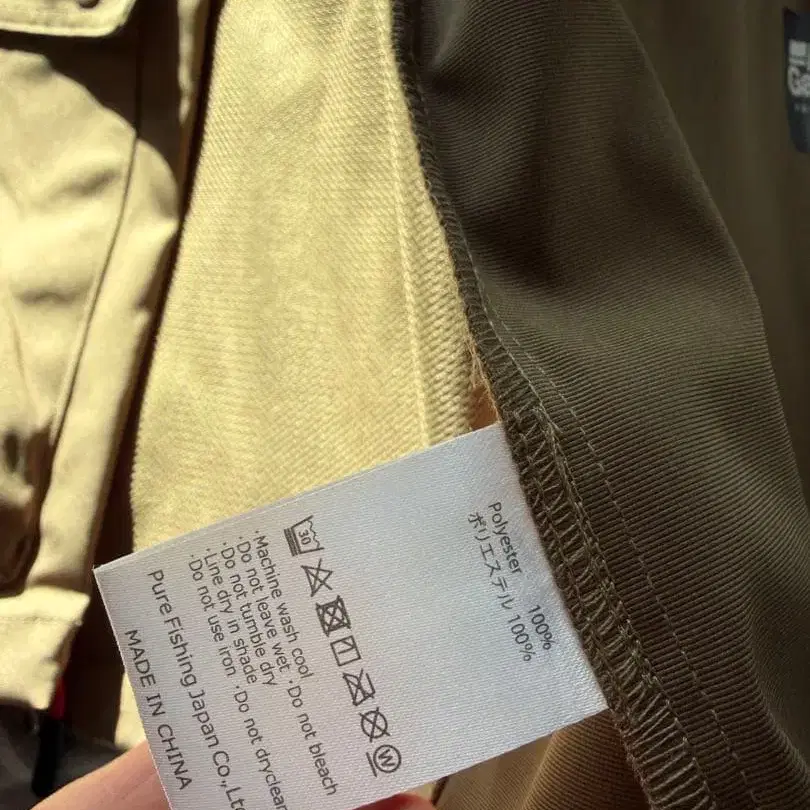 Polyester 100%
ポリエステル 100%
30
W
・Machine wash cool
・Do not leave wet ・Do not bleach
・Do not tumble dry
・Line dry in shade
・Do not use iron ・Do not dryclean
Pure Fishing Japan Co.,Lt
MADE IN CHINA